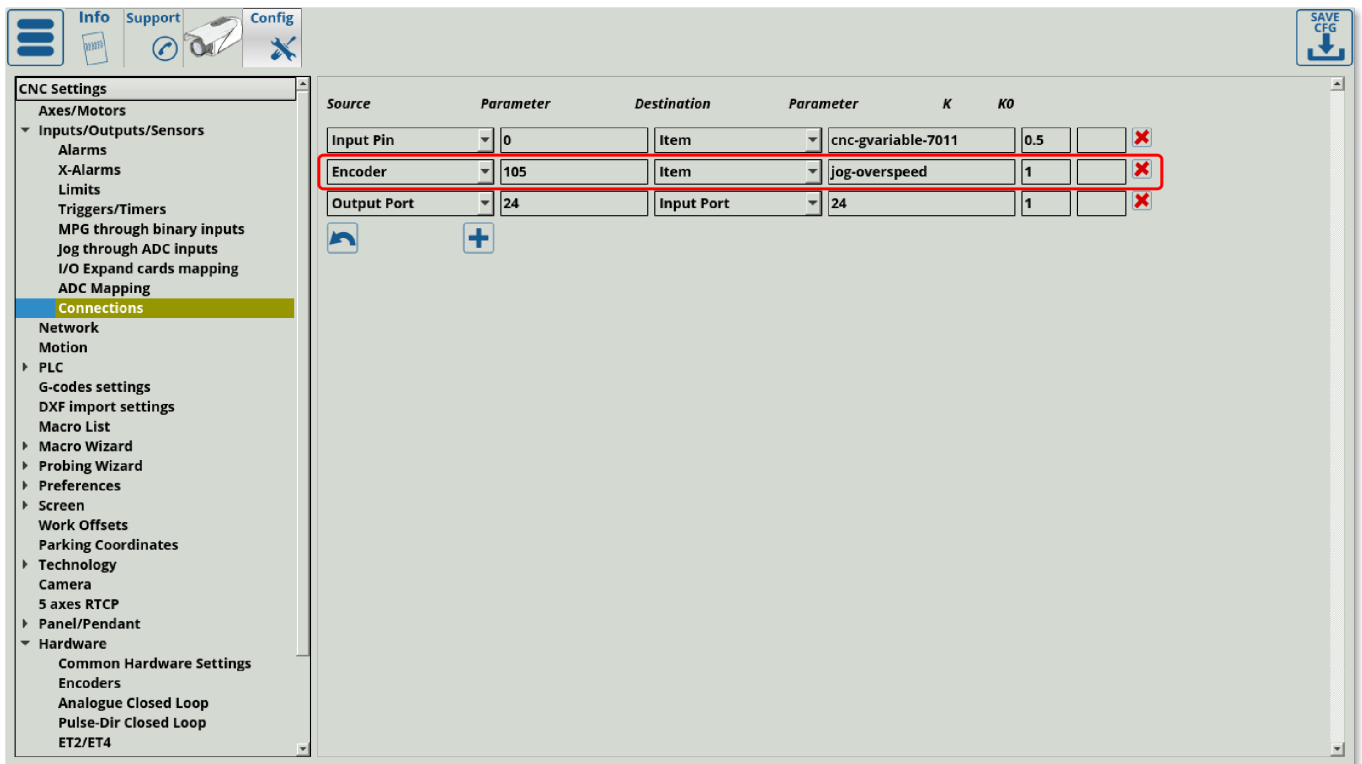 Info
Support
Config
SAVE
CFG
CNC Settings
Axes/Motors
Inputs/Outputs/Sensors
Alarms
X-Alarms
Limits
Triggers/Timers
MPG through binary inputs
Jog through ADC inputs
I/O Expand cards mapping
ADC Mapping
Connections
Network
Motion
PLC
G-codes settings
DXF import settings
Macro List
Macro Wizard
Probing Wizard
Preferences
Screen
Work Offsets
Parking Coordinates
Technology
Camera
5 axes RTCP
Panel/Pendant
Hardware
Common Hardware Settings
Encoders
Analogue Closed Loop
Pulse-Dir Closed Loop
ET2/ET4
Source Parameter Destination Parameter K K0
Input Pin 0 Item cnc-gvariable-7011 0.5
Encoder 105 Item jog-overspeed 1
Output Port 24 Input Port 24 1